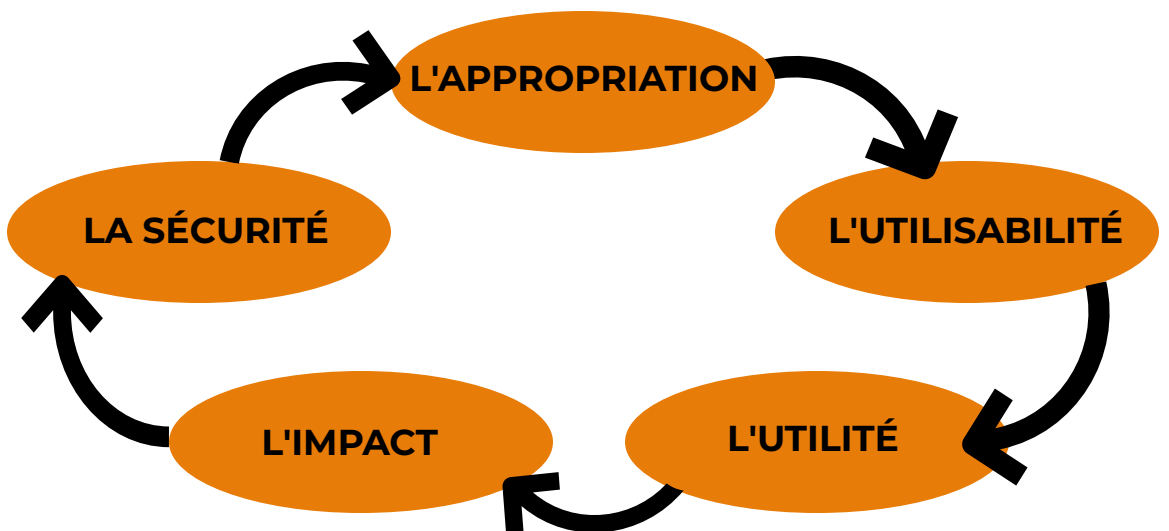 L'APPROPRIATION
LA SÉCURITÉ
L'UTILISABILITÉ
L'IMPACT
L'UTILITÉ